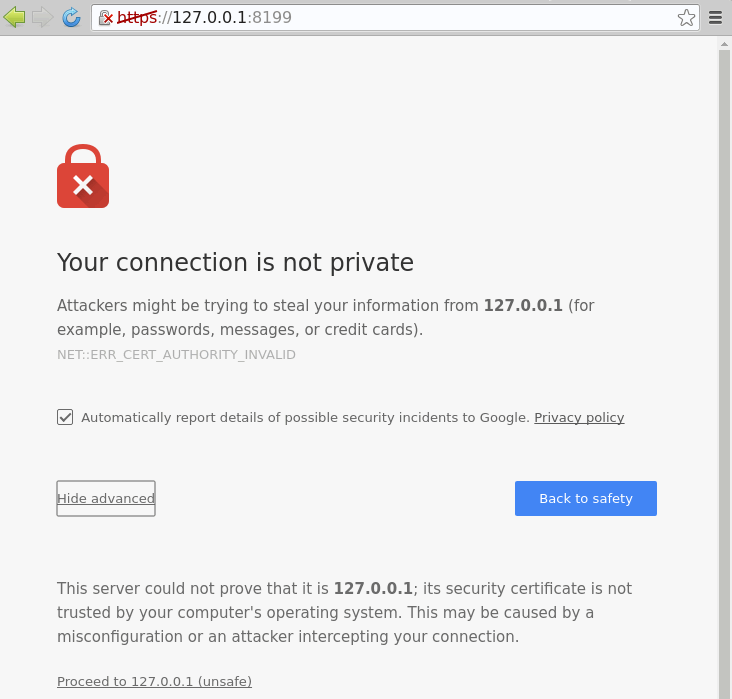 https://127.0.0.1:8199
Your connection is not private
Attackers might be trying to steal your information from 127.0.0.1 (for
example, passwords, messages, or credit cards).
NET::ERR_CERT_AUTHORITY_INVALID
Automatically report details of possible security incidents to Google. Privacy policy
Hide advanced
Back to safety
This server could not prove that it is 127.0.0.1; its security certificate is not
trusted by your computer's operating system. This may be caused by a
misconfiguration or an attacker intercepting your connection.
Proceed to 127.0.0.1 (unsafe)